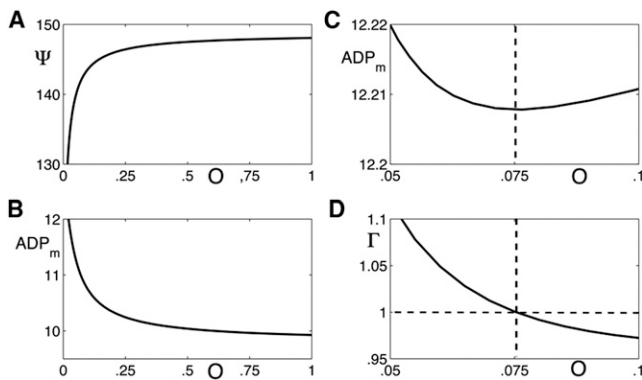 A
150
Ψ
140
130
0 .25 .5 O ,75 1
B
12
ADPm
11
10
0 .25 .5 O .75 1
C
12.22
ADPm
12.21
12.2
.05 .075 O .1
D
1.1
Γ
1.05
1
.95
.05 .075 O .1